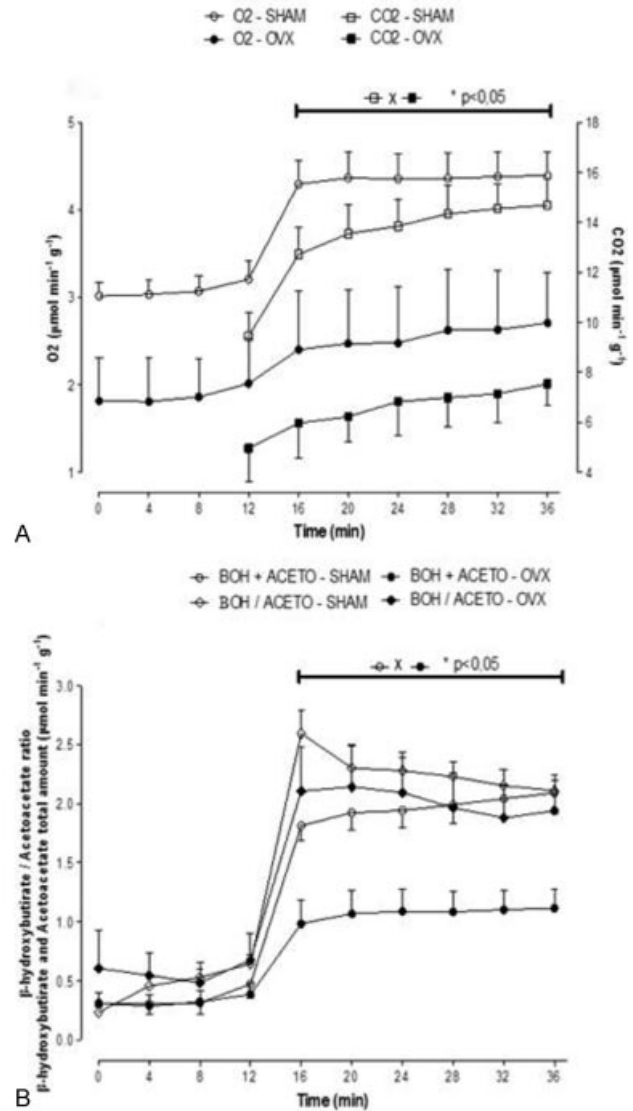 O2 - SHAM CO2 - SHAM
O2 - OVX CO2 - OVX
x * p<0,05
5
4
3
2
1
O2 (µmol min⁻¹ g⁻¹)
18
16
14
12
10
8
6
4
CO2 (µmol min⁻¹ g⁻¹)
0 4 8 12 16 20 24 28 32 36
Time (min)
A
BOH + ACETO - SHAM BOH + ACETO - OVX
BOH / ACETO - SHAM BOH / ACETO - OVX
x * p<0,05
β-hydroxybutirate / Acetoacetate ratio
β-hydroxybutirate and Acetoacetate total amount (µmol min⁻¹ g⁻¹)
3.0
2.5
2.0
1.5
1.0
0.5
0.0
0 4 8 12 16 20 24 28 32 36
Time (min)
B